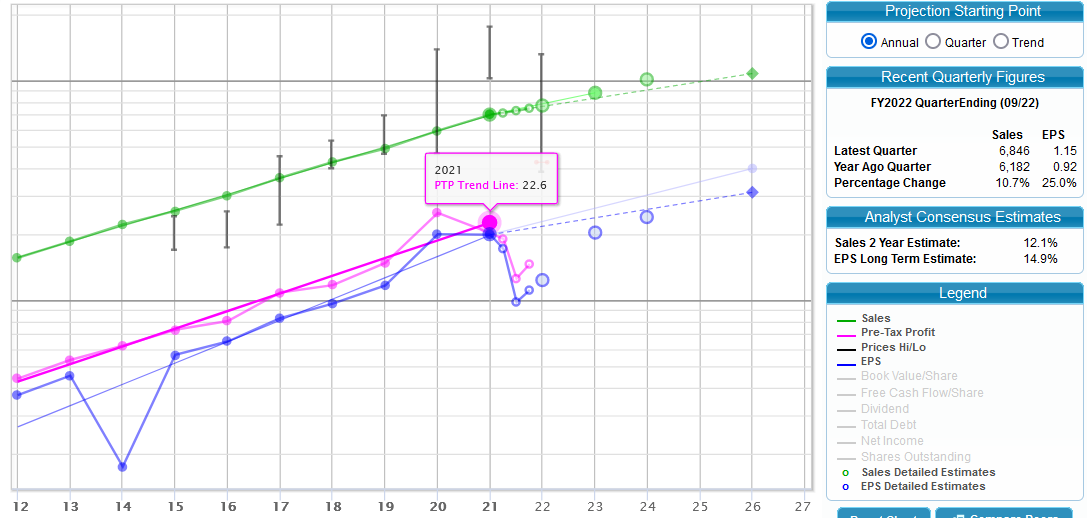 Projection Starting Point
Annual Quarter Trend
Recent Quarterly Figures
FY2022 QuarterEnding (09/22)
Sales EPS
Latest Quarter 6,846 1.15
Year Ago Quarter 6,182 0.92
Percentage Change 10.7% 25.0%
Analyst Consensus Estimates
Sales 2 Year Estimate: 12.1%
EPS Long Term Estimate: 14.9%
Legend
Sales
Pre-Tax Profit
Prices Hi/Lo
EPS
Book Value/Share
Free Cash Flow/Share
Dividend
Total Debt
Net Income
Shares Outstanding
Sales Detailed Estimates
EPS Detailed Estimates
2021
PTP Trend Line: 22.6
12 13 14 15 16 17 18 19 20 21 22 23 24 25 26 27